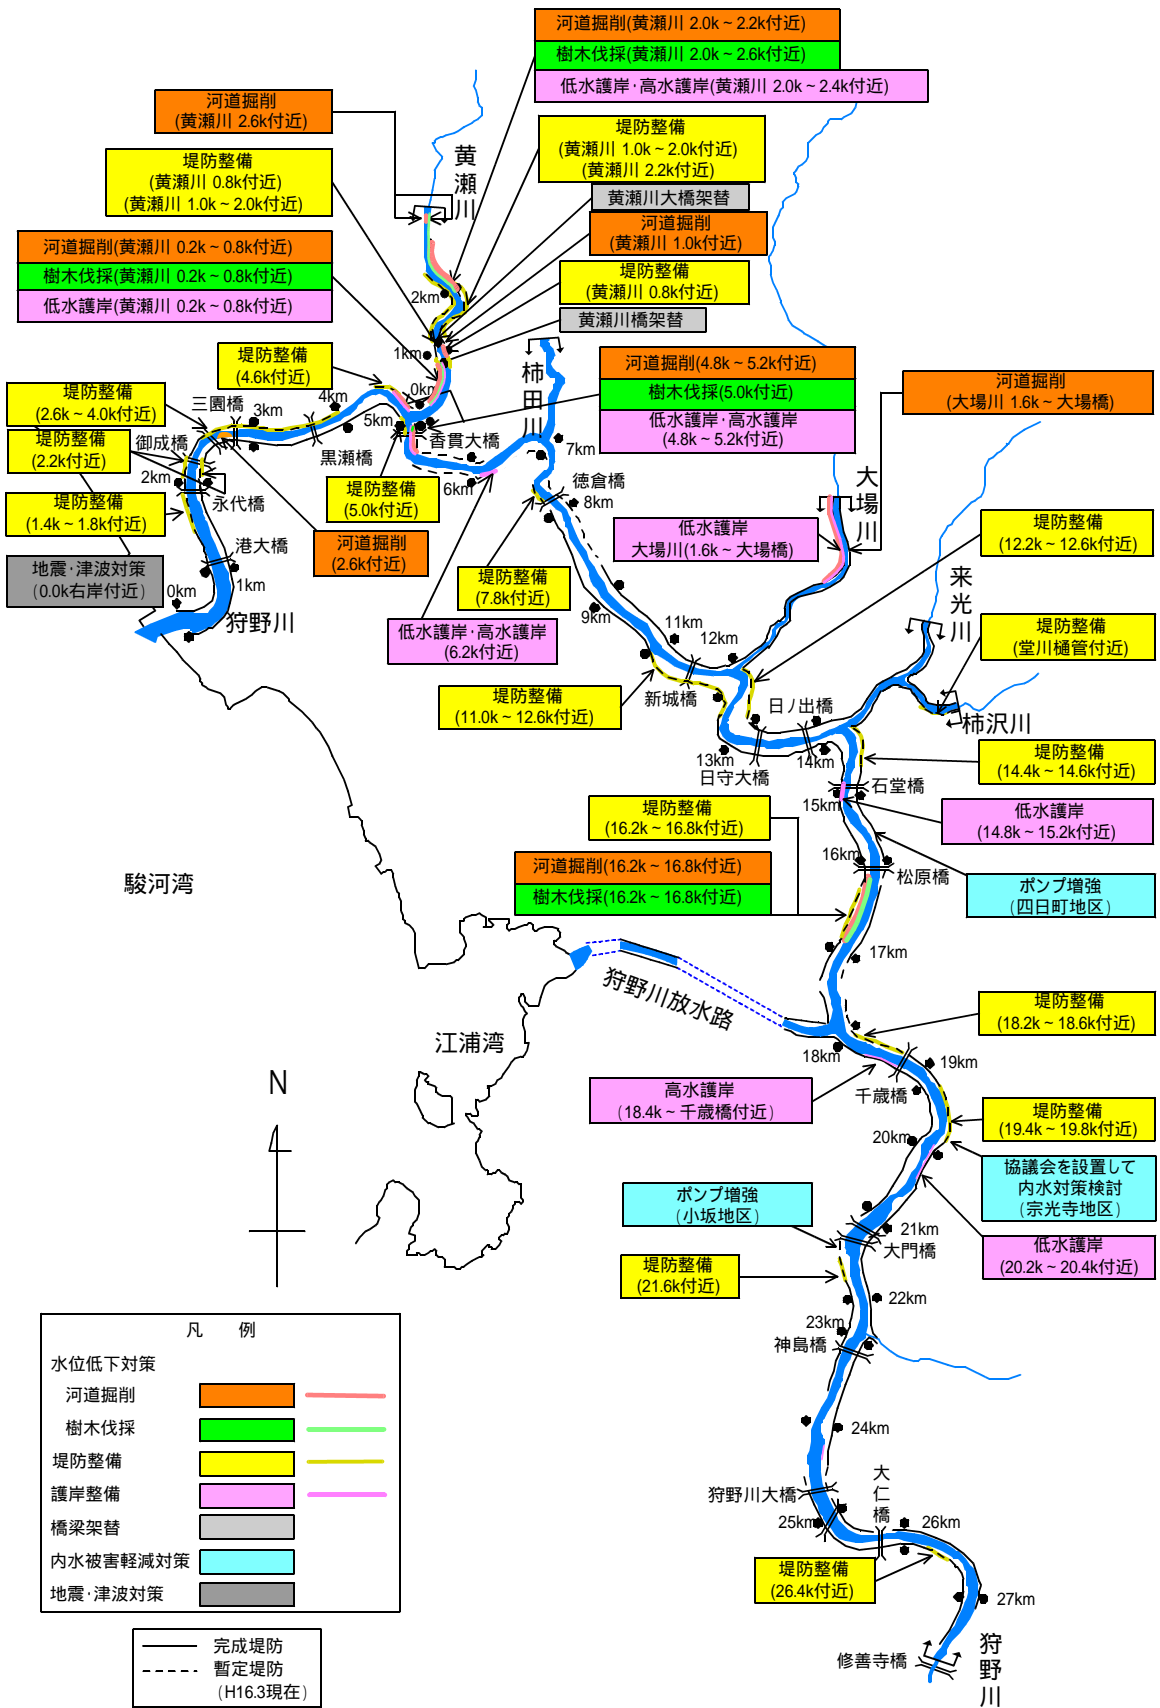 河道掘削(黄瀬川 2.0k~2.2k付近)
樹木伐採(黄瀬川 2.0k~2.6k付近)
低水護岸·高水護岸(黄瀬川 2.0k~2.4k付近)
河道掘削
(黄瀬川 2.6k付近)
堤防整備
(黄瀬川 1.0k~2.0k付近)
(黄瀬川 2.2k付近)
堤防整備
(黄瀬川 0.8k付近)
(黄瀬川 1.0k~2.0k付近)
黄瀬川
黄瀬川大橋架替
河道掘削
(黄瀬川 1.0k付近)
河道掘削(黄瀬川 0.2k~0.8k付近)
樹木伐採(黄瀬川 0.2k~0.8k付近)
低水護岸(黄瀬川 0.2k~0.8k付近)
堤防整備
(黄瀬川 0.8k付近)
2km
黄瀬川橋架替
1km
堤防整備
(4.6k付近)
柿田川
河道掘削(4.8k~5.2k付近)
樹木伐採(5.0k付近)
低水護岸·高水護岸
(4.8k~5.2k付近)
河道掘削
(大場川 1.6k~大場橋)
堤防整備
(2.6k~4.0k付近)
三園橋
3km
4km
0km
5km
堤防整備
(2.2k付近)
御成橋
黒瀬橋
香貫大橋
7km
2km
永代橋
6km
徳倉橋
8km
大場川
堤防整備
(1.4k~1.8k付近)
堤防整備
(5.0k付近)
低水護岸
大場川(1.6k~大場橋)
堤防整備
(12.2k~12.6k付近)
港大橋
河道掘削
(2.6k付近)
地震·津波対策
(0.0k右岸付近)
0km
1km
堤防整備
(7.8k付近)
来光川
狩野川
9km
低水護岸·高水護岸
(6.2k付近)
11km
12km
堤防整備
(堂川樋管付近)
堤防整備
(11.0k~12.6k付近)
新城橋
日ノ出橋
柿沢川
13km
日守大橋
14km
堤防整備
(14.4k~14.6k付近)
石堂橋
15km
堤防整備
(16.2k~16.8k付近)
低水護岸
(14.8k~15.2k付近)
河道掘削(16.2k~16.8k付近)
樹木伐採(16.2k~16.8k付近)
16km
松原橋
ポンプ増強
(四日町地区)
駿河湾
17km
狩野川放水路
堤防整備
(18.2k~18.6k付近)
江浦湾
18km
19km
N
高水護岸
(18.4k~千歳橋付近)
千歳橋
堤防整備
(19.4k~19.8k付近)
20km
協議会を設置して
内水対策検討
(宗光寺地区)
ポンプ増強
(小坂地区)
21km
大門橋
低水護岸
(20.2k~20.4k付近)
堤防整備
(21.6k付近)
22km
23km
神島橋
凡 例
水位低下対策
河道掘削
樹木伐採
堤防整備
護岸整備
橋梁架替
内水被害軽減対策
地震·津波対策
24km
狩野川大橋
大仁橋
25km
26km
堤防整備
(26.4k付近)
27km
完成堤防
暫定堤防
(H16.3現在)
修善寺橋
狩野川